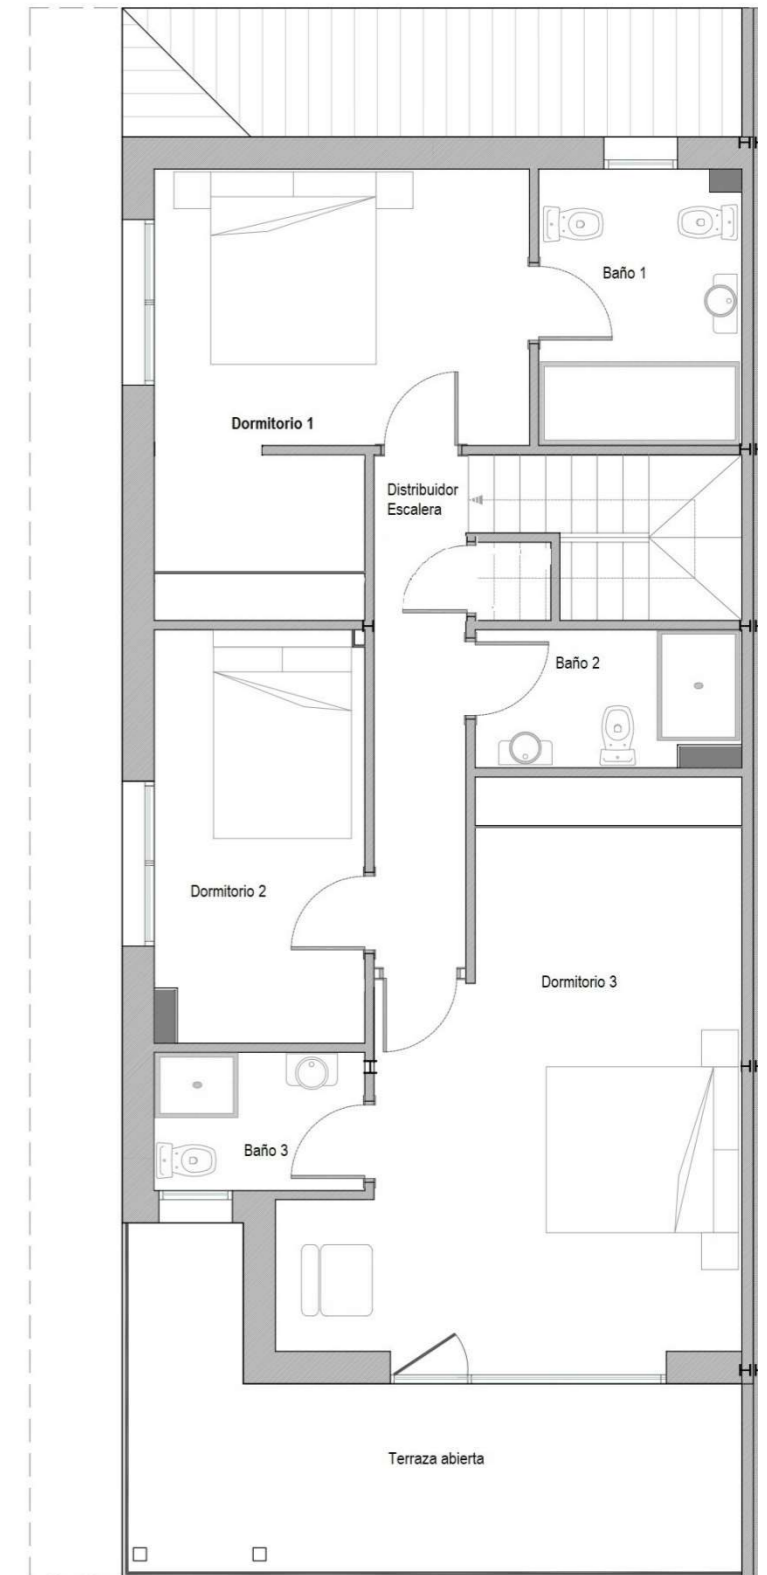 Baño 1
Dormitorio 1
Distribuidor
Escalera
Baño 2
Dormitorio 2
Dormitorio 3
Baño 3
Terraza abierta